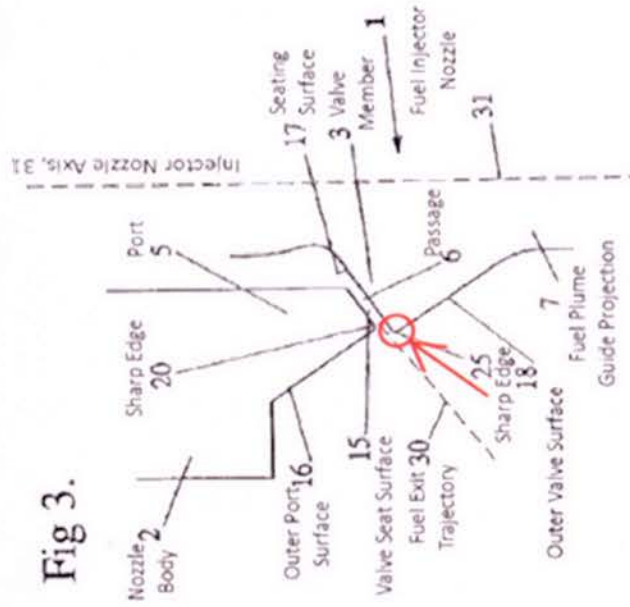 Fig 3.
Nozzle
Body 2
Sharp Edge
20
Port
5
Injector Nozzle Axis, 31
Outer Port
Surface 16
15
Valve Seat Surface
Fuel Exit 30
Trajectory
Sharp Edge
25
18
Outer Valve Surface
Passage
6
17 Seating
Surface
3 Valve
Member
1
Fuel Injector
Nozzle
31
7
Fuel Plume
Guide Projection